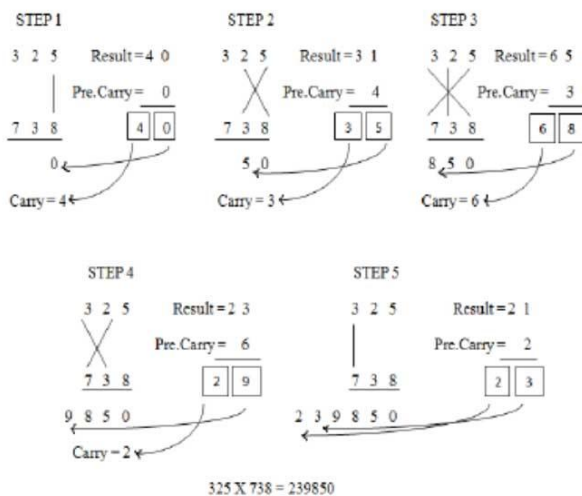 STEP 1
3 2 5 Result = 4 0
Pre.Carry = 0
7 3 8 4 0
0
Carry = 4
STEP 2
3 2 5 Result = 3 1
Pre.Carry = 4
7 3 8 3 5
5 0
Carry = 3
STEP 3
3 2 5 Result = 6 5
Pre.Carry = 3
7 3 8 6 8
8 5 0
Carry = 6
STEP 4
3 2 5 Result = 2 3
Pre.Carry = 6
7 3 8 2 9
9 8 5 0
Carry = 2
STEP 5
3 2 5 Result = 2 1
Pre.Carry = 2
7 3 8 2 3
2 3 9 8 5 0
325 X 738 = 239850